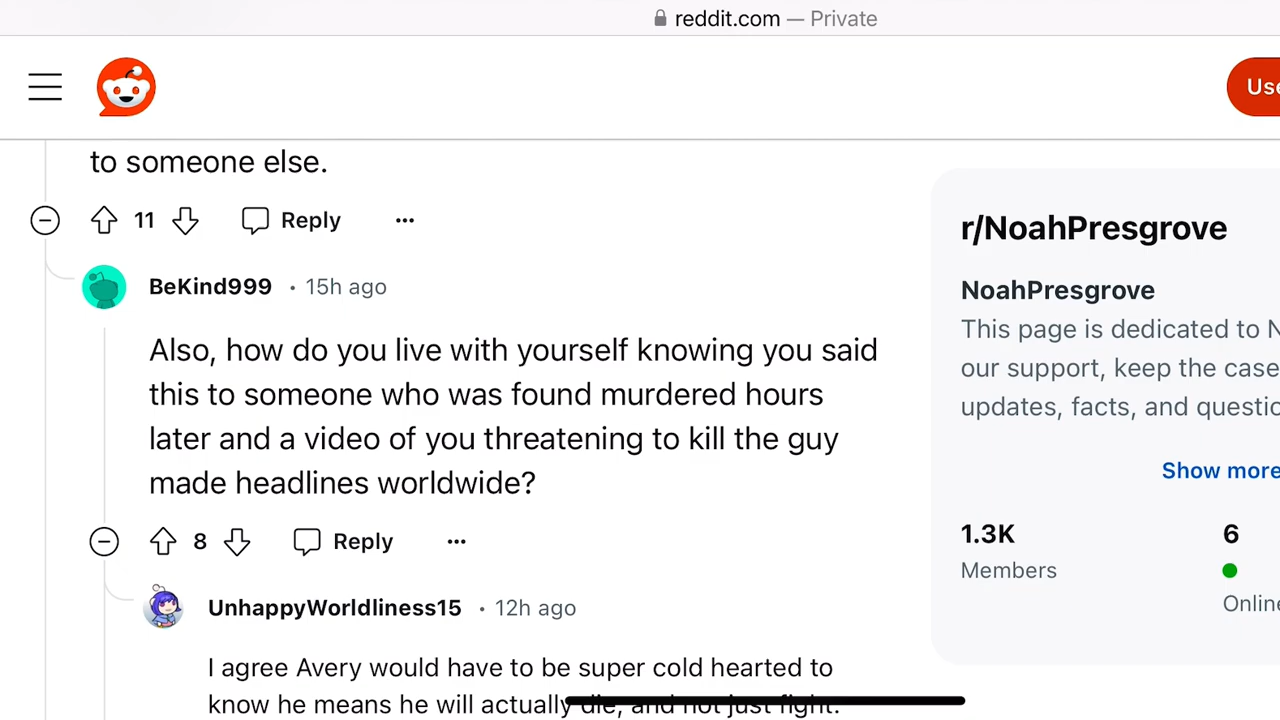 reddit.com — Private
Use
to someone else.
11 Reply ...
BeKind999 • 15h ago
Also, how do you live with yourself knowing you said
this to someone who was found murdered hours
later and a video of you threatening to kill the guy
made headlines worldwide?
8 Reply ...
UnhappyWorldliness15 • 12h ago
I agree Avery would have to be super cold hearted to
know he means he will actually die, and not just fight.
r/NoahPresgrove
NoahPresgrove
This page is dedicated to N
our support, keep the case
updates, facts, and questio
Show more
1.3K 6
Members
Online